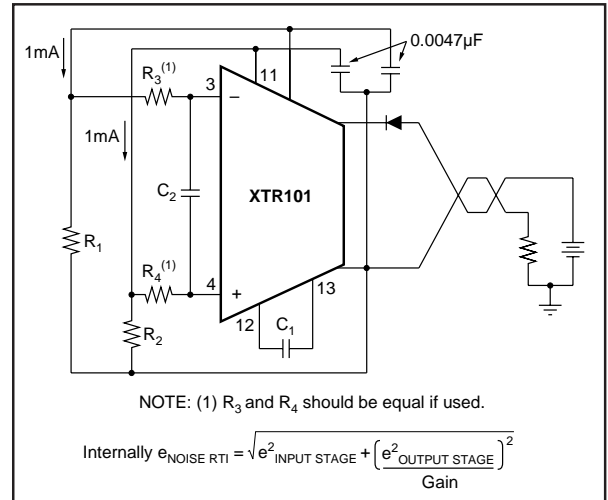 1mA
0.0047µF
R3(1)
3
11
–
1mA
C2
XTR101
R1
R4(1)
4
+
13
R2
12
C1
NOTE: (1) R3 and R4 should be equal if used.
Internally eNOISE RTI = √e²INPUT STAGE + (e²OUTPUT STAGE / Gain)²